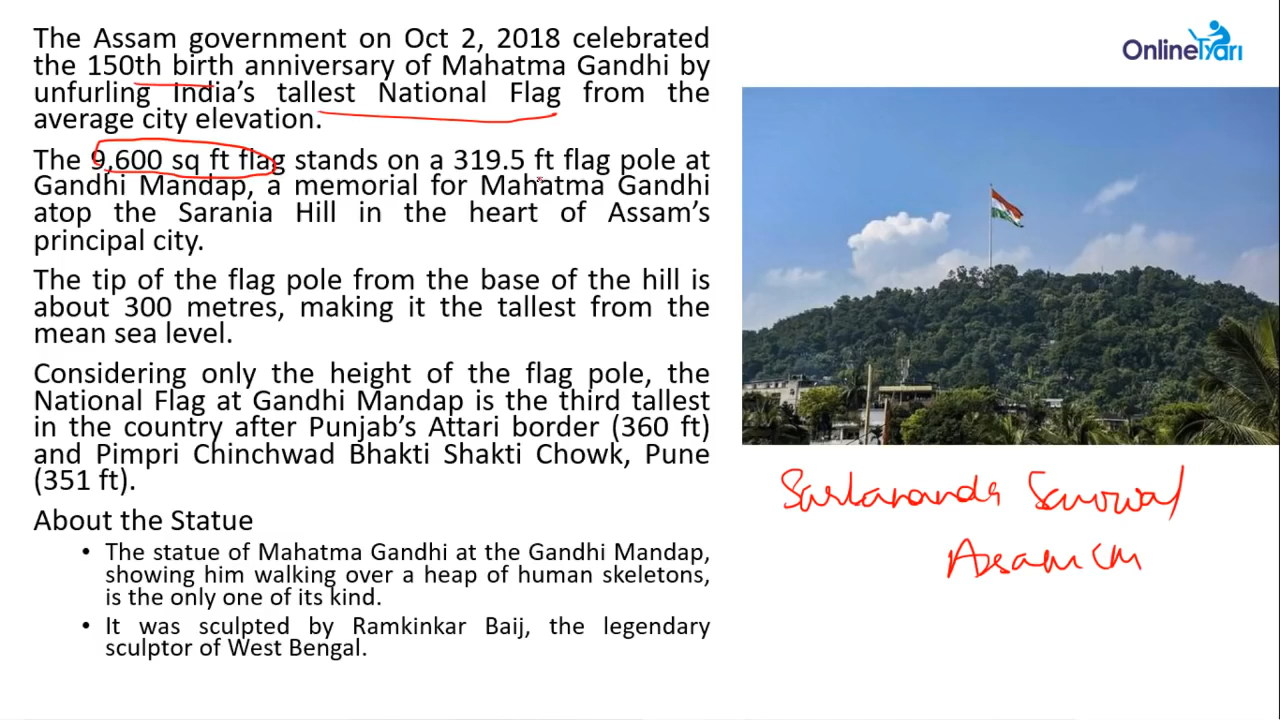 The Assam government on Oct 2, 2018 celebrated
the 150th birth anniversary of Mahatma Gandhi by
unfurling India's tallest National Flag from the
average city elevation.
The 9,600 sq ft flag stands on a 319.5 ft flag pole at
Gandhi Mandap, a memorial for Mahatma Gandhi
atop the Sarania Hill in the heart of Assam's
principal city.
The tip of the flag pole from the base of the hill is
about 300 metres, making it the tallest from the
mean sea level.
Considering only the height of the flag pole, the
National Flag at Gandhi Mandap is the third tallest
in the country after Punjab's Attari border (360 ft)
and Pimpri Chinchwad Bhakti Shakti Chowk, Pune
(351 ft).
About the Statue
• The statue of Mahatma Gandhi at the Gandhi Mandap,
showing him walking over a heap of human skeletons,
is the only one of its kind.
• It was sculpted by Ramkinkar Baij, the legendary
sculptor of West Bengal.
OnlineTyari
Sonowal
Assam CM